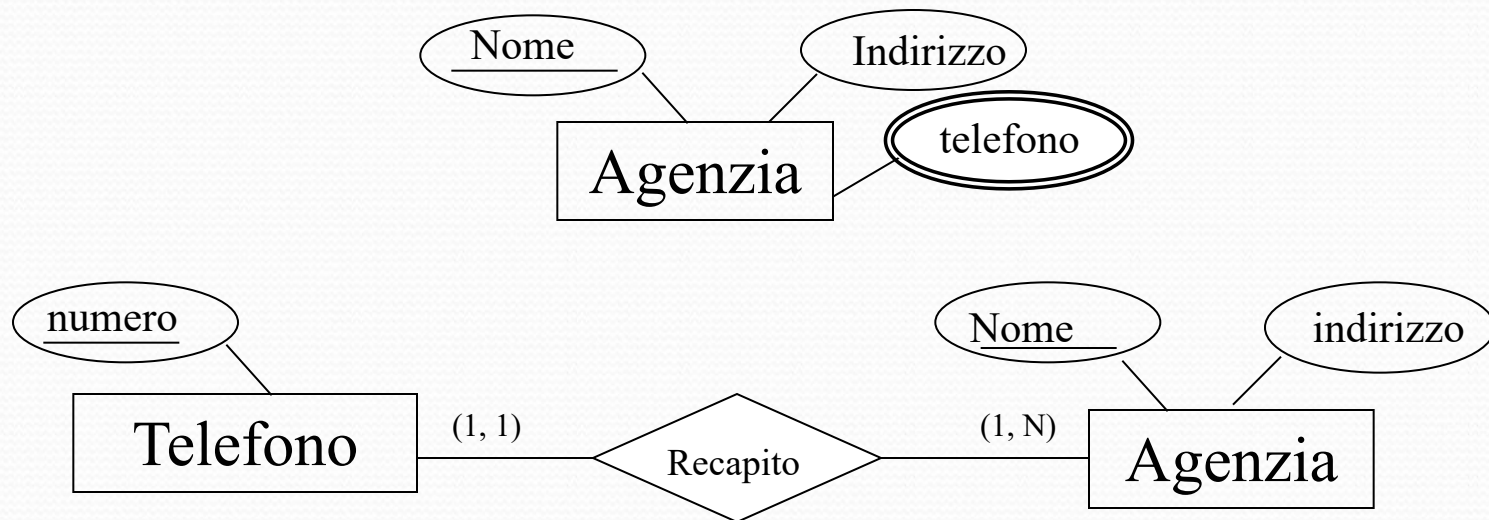 Nome
Indirizzo
telefono
Agenzia
numero
Nome
indirizzo
Telefono
(1, 1)
Recapito
(1, N)
Agenzia